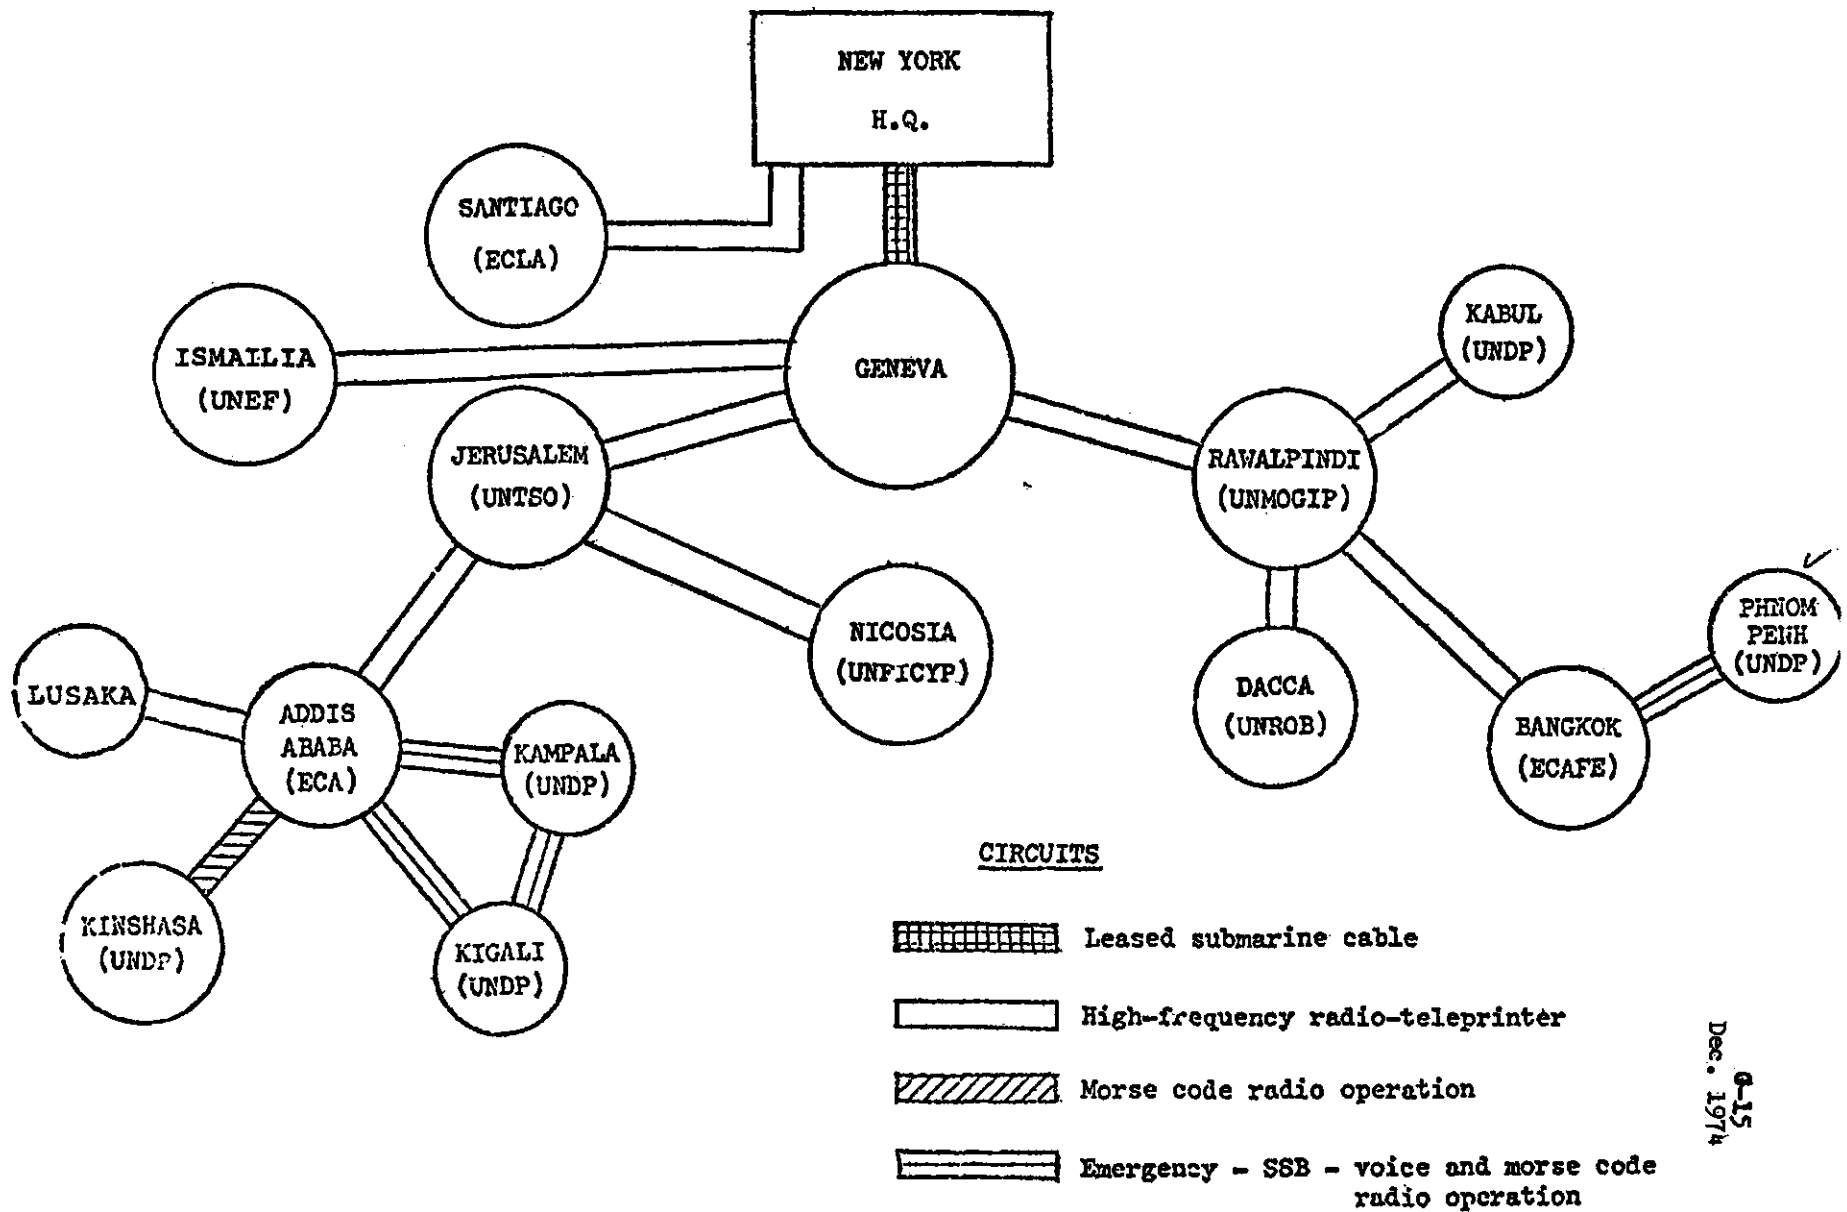 NEW YORK
H.Q.
SANTIAGO
(ECLA)
ISMAILIA
(UNEF)
GENEVA
KABUL
(UNDP)
JERUSALEM
(UNTSO)
RAWALPINDI
(UNMOGIP)
NICOSIA
(UNFICYP)
PHNOM
PENH
(UNDP)
DACCA
(UNROB)
BANGKOK
(ECAFE)
LUSAKA
ADDIS
ABABA
(ECA)
KAMPALA
(UNDP)
KINSHASA
(UNDP)
KIGALI
(UNDP)
CIRCUITS
Leased submarine cable
High-frequency radio-teleprinter
Morse code radio operation
Emergency - SSB - voice and morse code
radio operation
G-15
Dec. 1974